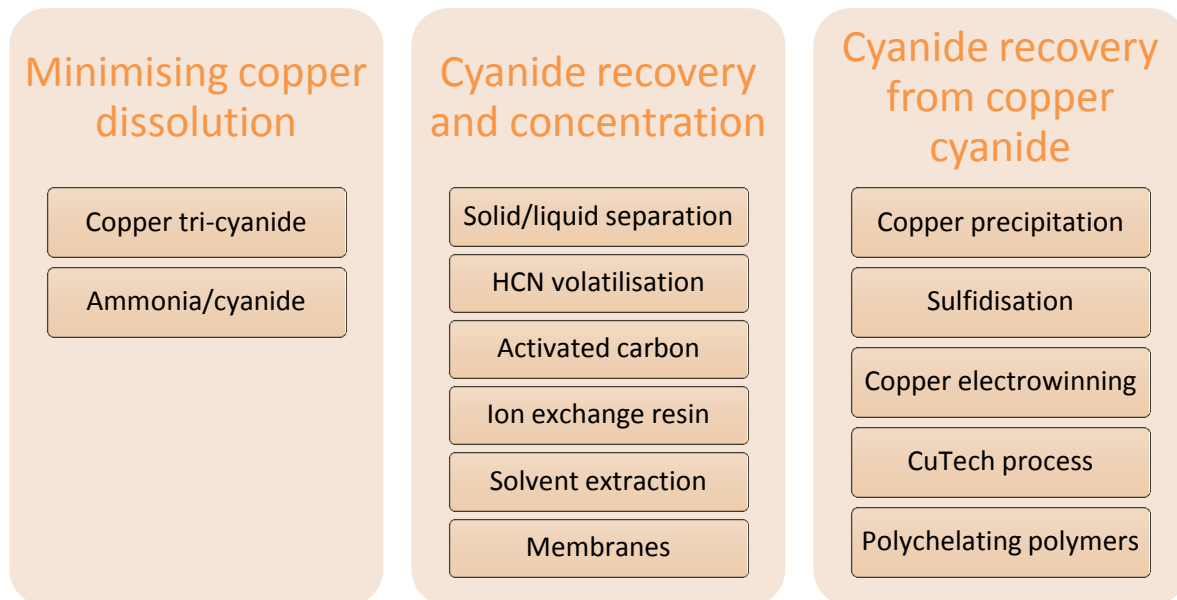 Minimising copper
dissolution
Copper tri-cyanide
Ammonia/cyanide
Cyanide recovery
and concentration
Solid/liquid separation
HCN volatilisation
Activated carbon
Ion exchange resin
Solvent extraction
Membranes
Cyanide recovery
from copper
cyanide
Copper precipitation
Sulfidisation
Copper electrowinning
CuTech process
Polychelating polymers